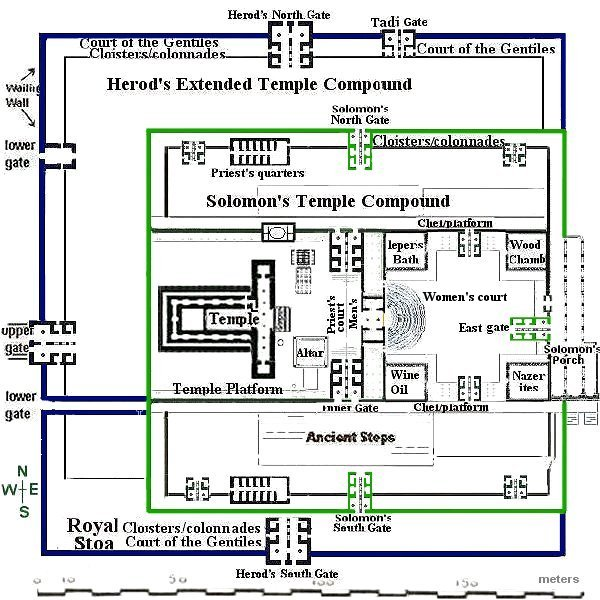 Herod's North Gate
Tadi Gate
Court of the Gentiles
Court of the Gentiles
Cloisters/colonnades
Herod's Extended Temple Compound
Wailing
Wall
Solomon's
North Gate
Cloisters/colonnades
lower
gate
Priest's quarters
Solomon's Temple Compound
Chel/platform
lepers
Bath
Wood
Chamb
Women's court
Priest's
court
Men's
East gate
Temple
upper
gate
Solomon's
Porch
Altar
Wine
Oil
Nazer
ites
Temple Platform
lower
gate
Inner Gate
Chel/platform
Ancient Steps
N
W E
S
Royal
Stoa
Cloisters/colonnades
Court of the Gentiles
Solomon's
South Gate
Herod's South Gate
meters